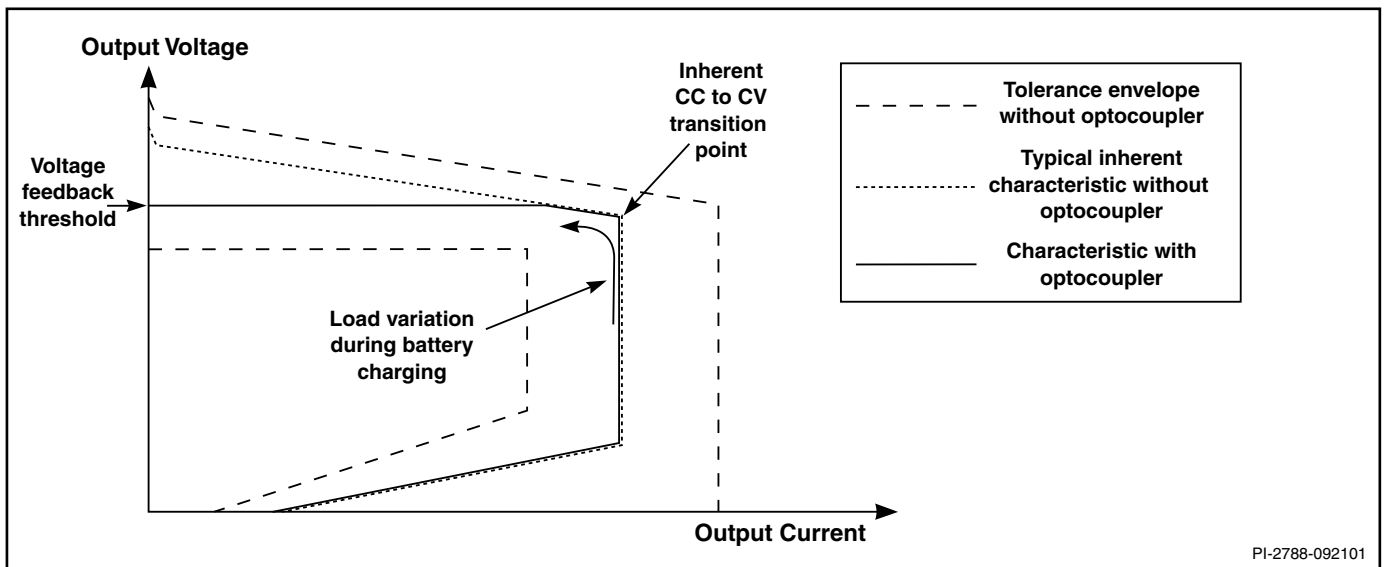 Output Voltage
Inherent
CC to CV
transition
point
Voltage
feedback
threshold
Load variation
during battery
charging
Output Current
Tolerance envelope
without optocoupler
Typical inherent
characteristic without
optocoupler
Characteristic with
optocoupler
PI-2788-092101